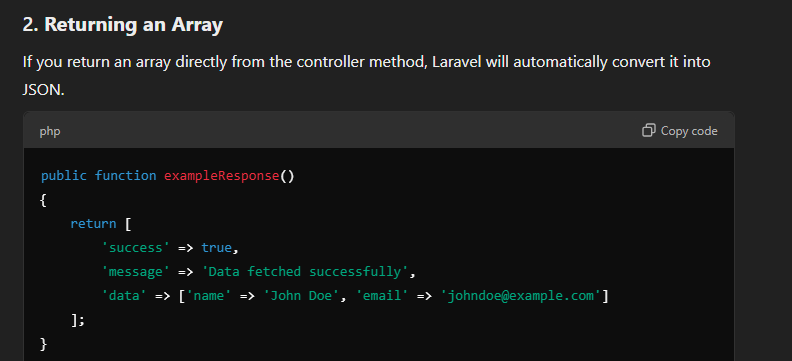 2. Returning an Array
If you return an array directly from the controller method, Laravel will automatically convert it into
JSON.
php
Copy code
public function exampleResponse()
{
    return [
        'success' => true,
        'message' => 'Data fetched successfully',
        'data' => ['name' => 'John Doe', 'email' => 'johndoe@example.com']
    ];
}